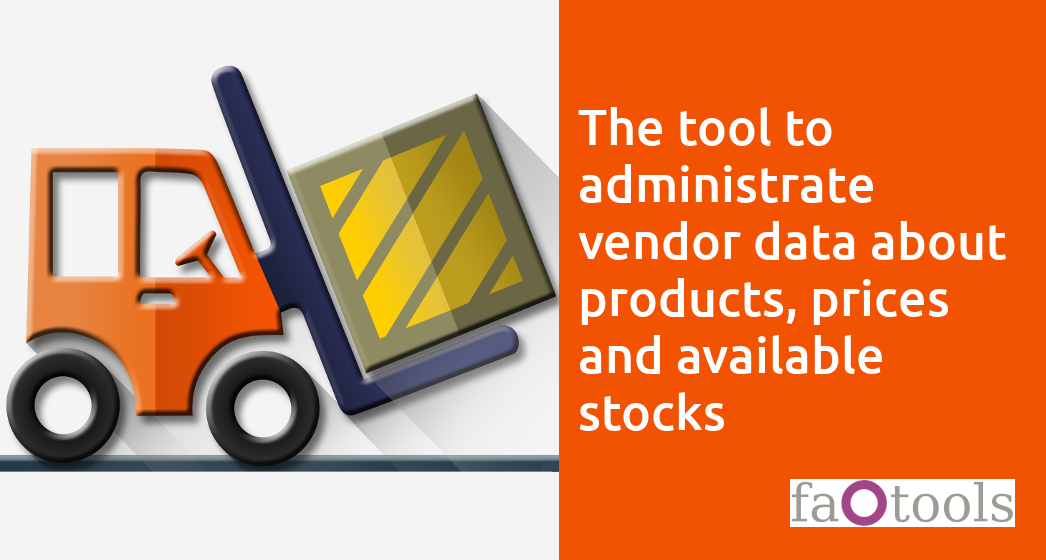 The tool to
administrate
vendor data about
products, prices
and available
stocks
faOtools